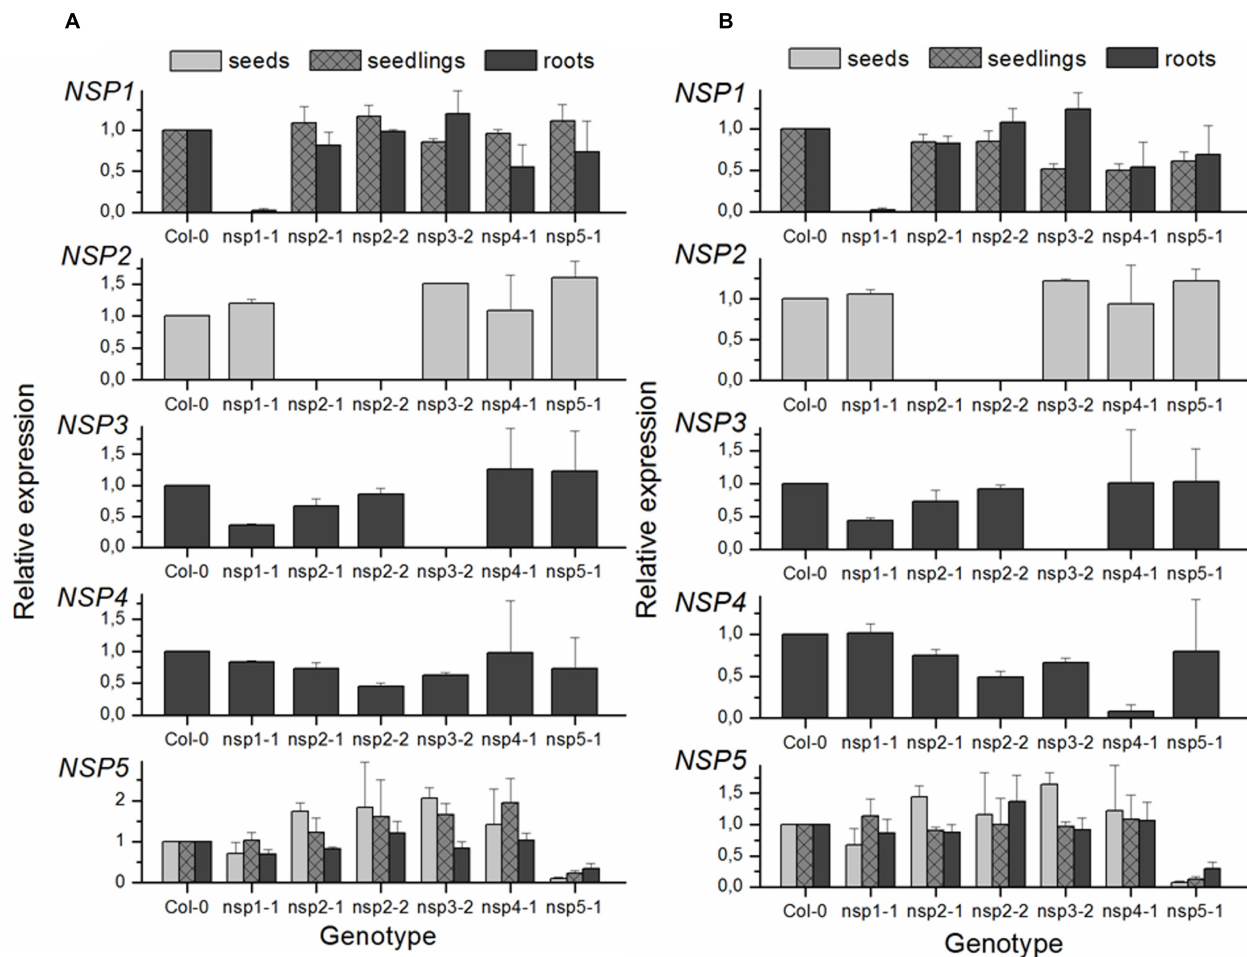 A
seeds seedlings roots
NSP1
1,0
0,5
0,0
Col-0 nsp1-1 nsp2-1 nsp2-2 nsp3-2 nsp4-1 nsp5-1
NSP2
1,5
1,0
0,5
0,0
Col-0 nsp1-1 nsp2-1 nsp2-2 nsp3-2 nsp4-1 nsp5-1
NSP3
1,5
1,0
0,5
0,0
Col-0 nsp1-1 nsp2-1 nsp2-2 nsp3-2 nsp4-1 nsp5-1
NSP4
1,5
1,0
0,5
0,0
Col-0 nsp1-1 nsp2-1 nsp2-2 nsp3-2 nsp4-1 nsp5-1
NSP5
2
1
0
Col-0 nsp1-1 nsp2-1 nsp2-2 nsp3-2 nsp4-1 nsp5-1
Relative expression
Genotype
B
seeds seedlings roots
NSP1
1,0
0,5
0,0
Col-0 nsp1-1 nsp2-1 nsp2-2 nsp3-2 nsp4-1 nsp5-1
NSP2
1,0
0,5
0,0
Col-0 nsp1-1 nsp2-1 nsp2-2 nsp3-2 nsp4-1 nsp5-1
NSP3
1,5
1,0
0,5
0,0
Col-0 nsp1-1 nsp2-1 nsp2-2 nsp3-2 nsp4-1 nsp5-1
NSP4
1,0
0,5
0,0
Col-0 nsp1-1 nsp2-1 nsp2-2 nsp3-2 nsp4-1 nsp5-1
NSP5
1,5
1,0
0,5
0,0
Col-0 nsp1-1 nsp2-1 nsp2-2 nsp3-2 nsp4-1 nsp5-1
Relative expression
Genotype